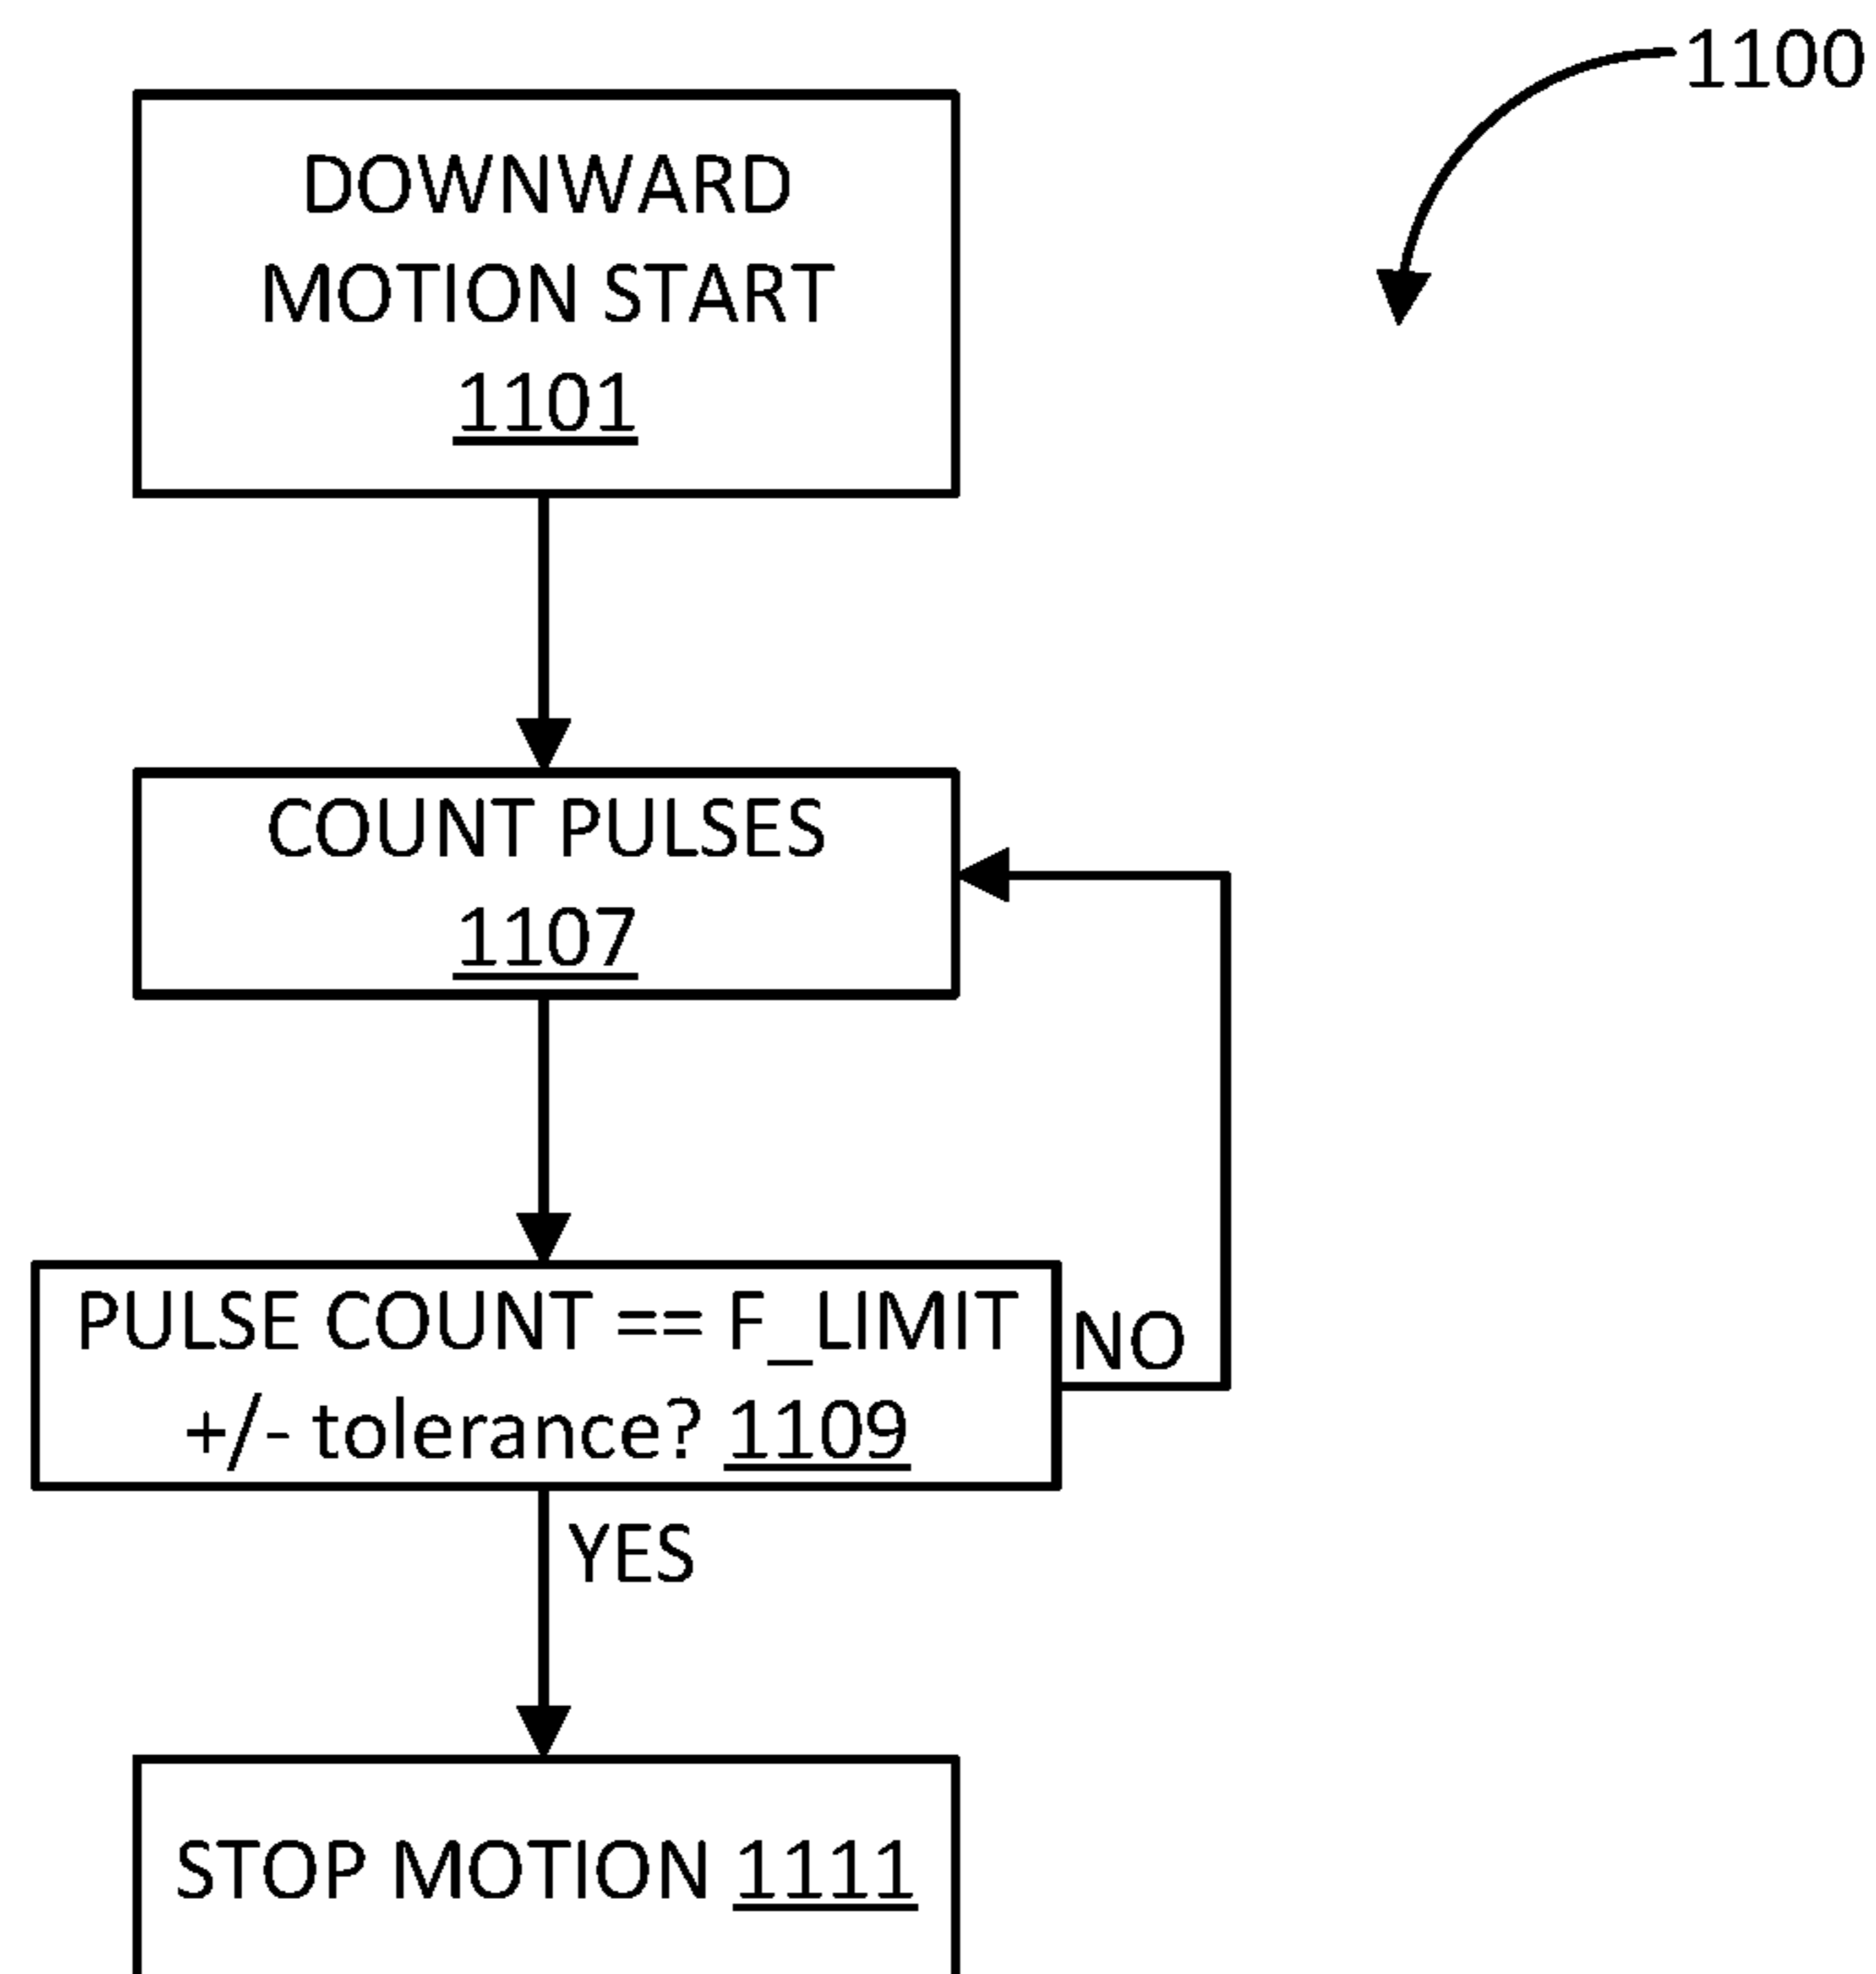 1100
DOWNWARD
MOTION START
1101
COUNT PULSES
1107
PULSE COUNT == F_LIMIT
+/- tolerance? 1109
NO
YES
STOP MOTION 1111